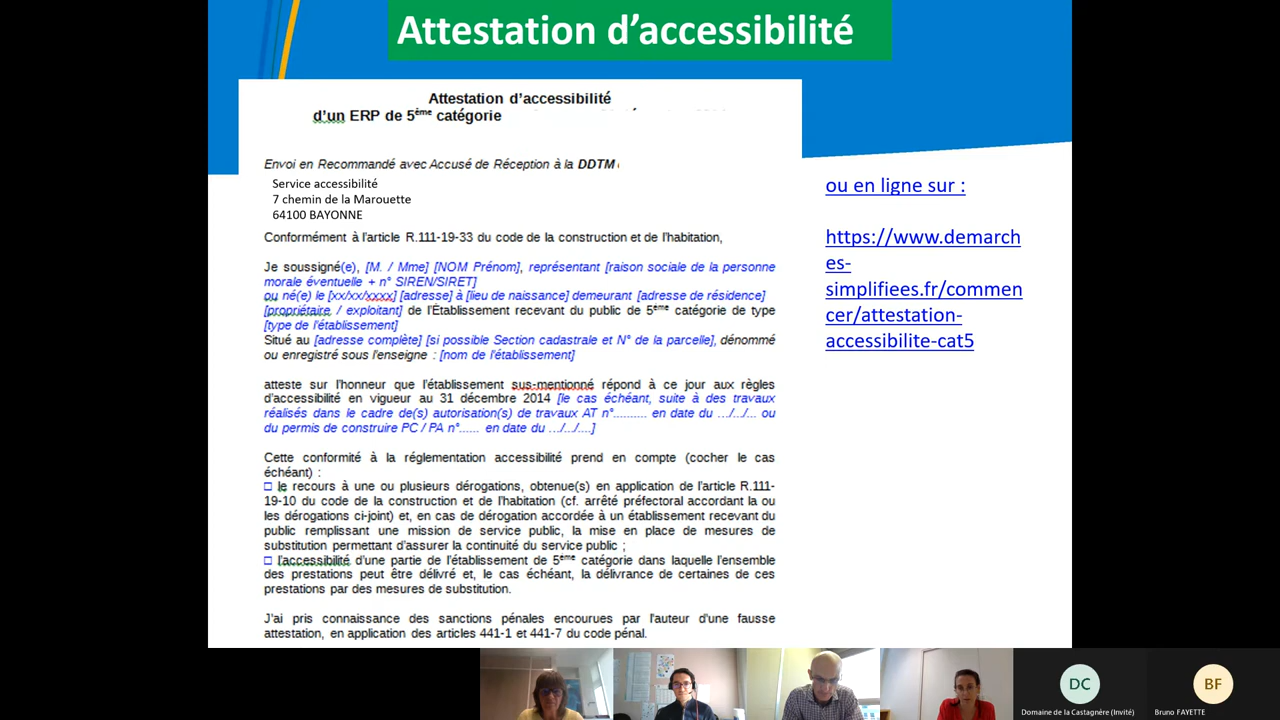 Attestation d’accessibilité
Attestation d’accessibilité
d’un ERP de 5ème catégorie
Envoi en Recommandé avec Accusé de Réception à la DDTM
Service accessibilité
7 chemin de la Marouette
64100 BAYONNE
Conformément à l’article R.111-19-33 du code de la construction et de l’habitation,
Je soussigné(e), [M. / Mme] [NOM Prénom], représentant [raison sociale de la personne
morale éventuelle + n° SIREN/SIRET]
ou né(e) le [xx/xx/xxxx] [adresse] à [lieu de naissance] demeurant [adresse de résidence]
[propriétaire / exploitant] de l’Établissement recevant du public de 5ème catégorie de type
[type de l’établissement]
Situé au [adresse complète] [si possible Section cadastrale et N° de la parcelle], dénommé
ou enregistré sous l’enseigne : [nom de l’établissement]
atteste sur l’honneur que l’établissement sus-mentionné répond à ce jour aux règles
d’accessibilité en vigueur au 31 décembre 2014 [le cas échéant, suite à des travaux
réalisés dans le cadre de(s) autorisation(s) de travaux AT n°.......... en date du .../.../... ou
du permis de construire PC / PA n°...... en date du .../.../....]
Cette conformité à la réglementation accessibilité prend en compte (cocher le cas
échéant) :
□ le recours à une ou plusieurs dérogations, obtenue(s) en application de l’article R.111-
19-10 du code de la construction et de l’habitation (cf. arrêté préfectoral accordant la ou
les dérogations ci-joint) et, en cas de dérogation accordée à un établissement recevant du
public remplissant une mission de service public, la mise en place de mesures de
substitution permettant d’assurer la continuité du service public ;
□ l’accessibilité d’une partie de l’établissement de 5ème catégorie dans laquelle l’ensemble
des prestations peut être délivré et, le cas échéant, la délivrance de certaines de ces
prestations par des mesures de substitution.
J’ai pris connaissance des sanctions pénales encourues par l’auteur d’une fausse
attestation, en application des articles 441-1 et 441-7 du code pénal.
ou en ligne sur :
https://www.demarch
es-
simplifiees.fr/commen
cer/attestation-
accessibilite-cat5
DC
Domaine de la Castagnère (Invité)
BF
Bruno FAYETTE